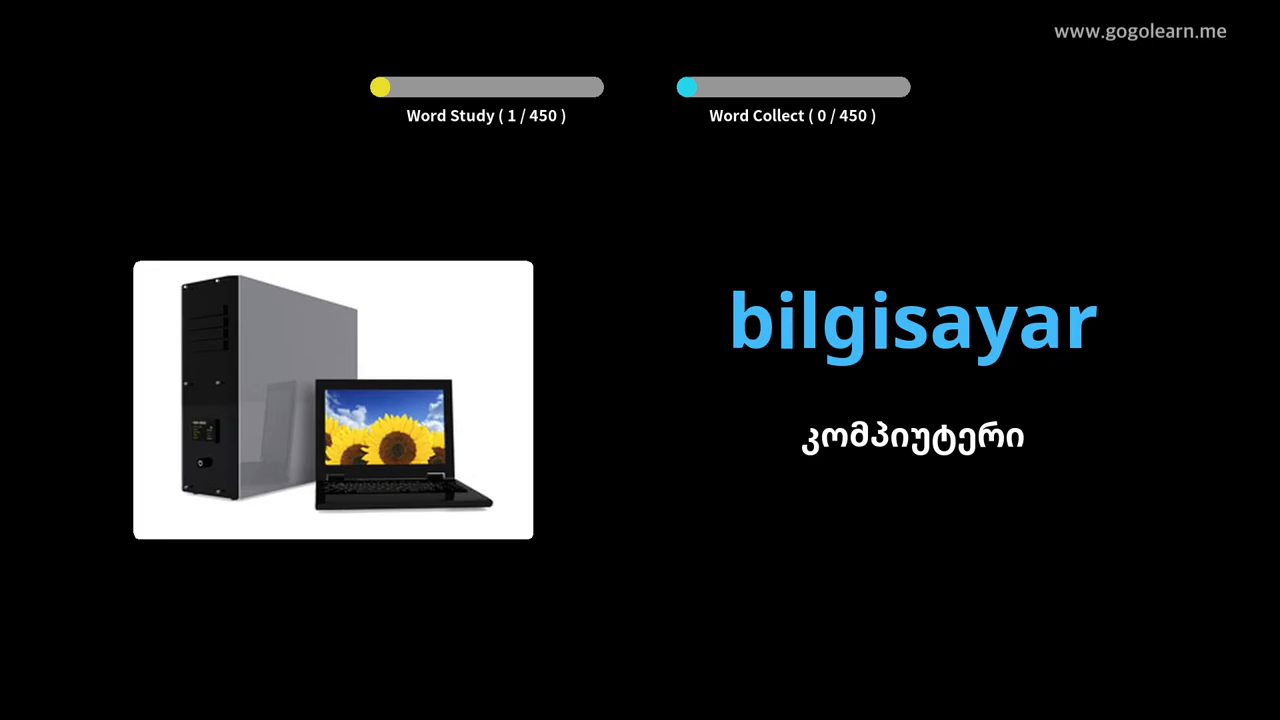 www.gogolearn.me
Word Study ( 1 / 450 )
Word Collect ( 0 / 450 )
bilgisayar
კომპიუტერი